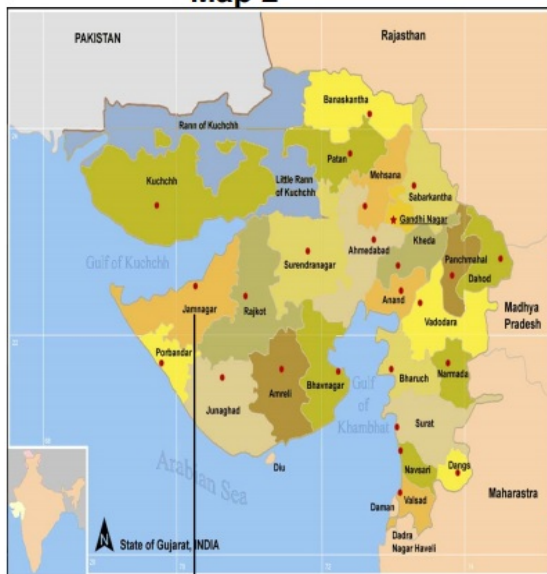 Map 2
PAKISTAN
Rajasthan
Banaskantha
Rann of Kuchchh
Patan
Mehsana
Kuchchh
Little Rann
of Kuchchh
Sabarkantha
Gandhi Nagar
Ahmedabad
Kheda
Panchmahal
Gulf of Kuchchh
Surendranagar
Dahod
Anand
Jamnagar
Rajkot
Vadodara
Madhya
Pradesh
Porbandar
Amreli
Bhavnagar
Gulf
of
Khambhat
Bharuch
Narmada
Junaghad
Surat
Arabian Sea
Diu
Navsari
Dangs
Maharastra
Daman
Valsad
Dadra
Nagar Haveli
N
State of Gujarat, INDIA